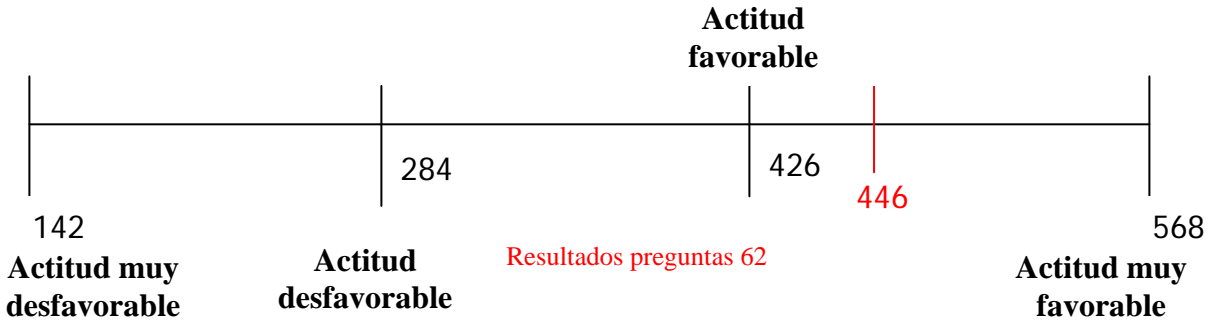 Actitud
favorable
284
426
446
142
568
Actitud muy
desfavorable
Actitud
desfavorable
Resultados preguntas 62
Actitud muy
favorable